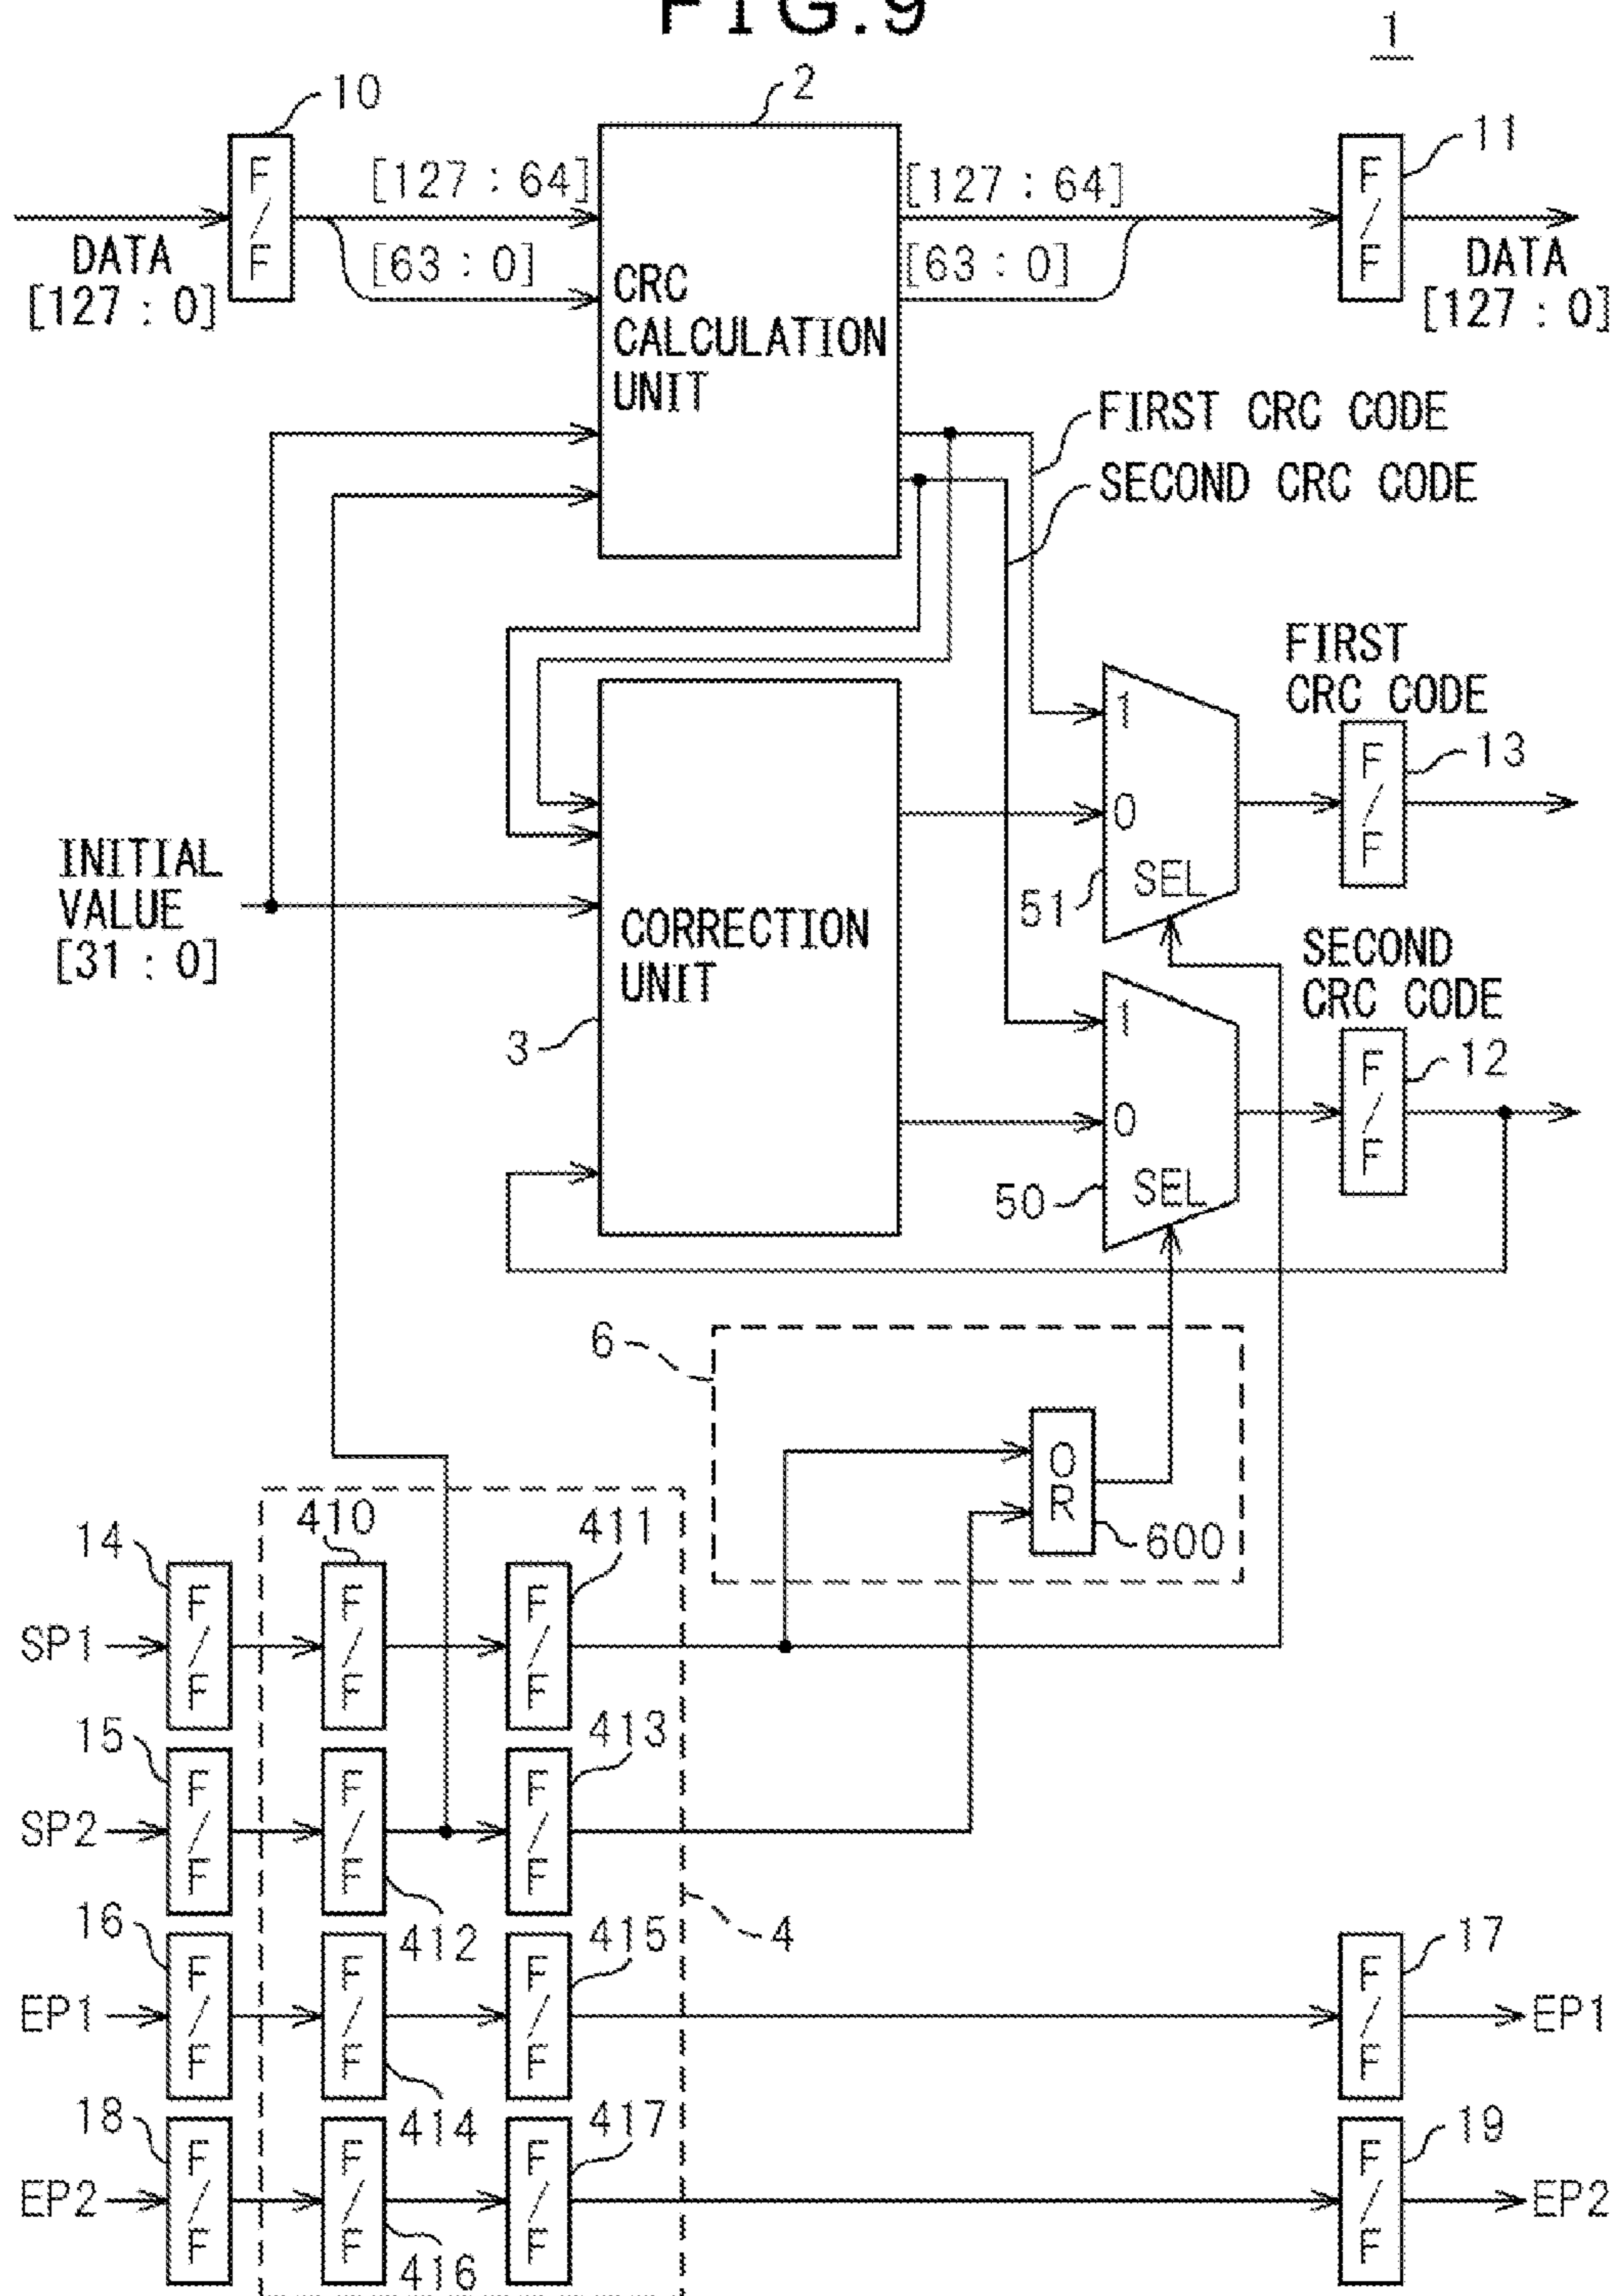 FIG.9
1
10
2
11
F/F
[127 : 64]
[127 : 64]
F/F
DATA
[127 : 0]
[63 : 0]
[63 : 0]
DATA
[127 : 0]
CRC
CALCULATION
UNIT
FIRST CRC CODE
SECOND CRC CODE
FIRST
CRC CODE
1
F/F
13
0
SEL
51
INITIAL
VALUE
[31 : 0]
CORRECTION
UNIT
3
SECOND
CRC CODE
1
F/F
12
0
SEL
50
6
OR
600
14
410
411
SP1
F/F
F/F
F/F
15
413
SP2
F/F
F/F
F/F
412
4
16
415
17
EP1
F/F
F/F
F/F
F/F
EP1
414
18
417
19
EP2
F/F
F/F
F/F
F/F
EP2
416